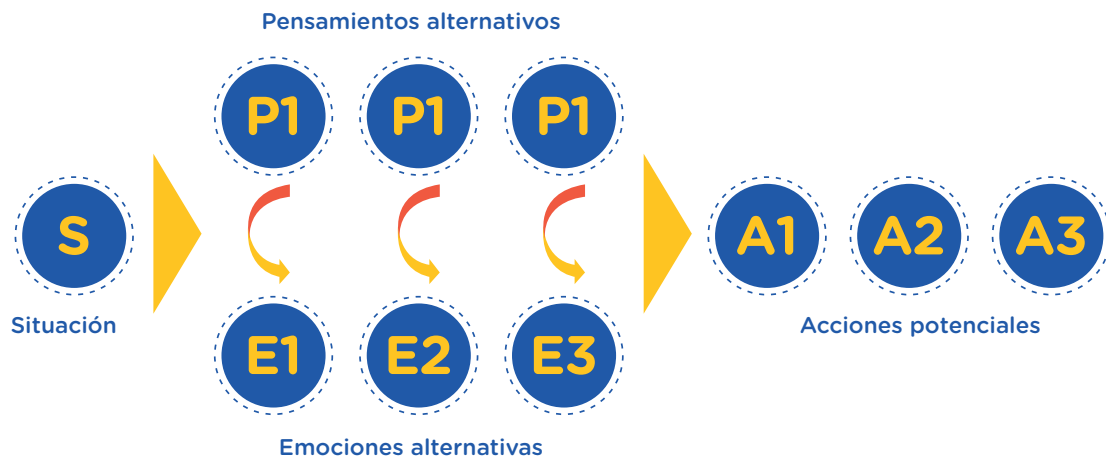 Pensamientos alternativos
P1 P1 P1
S
A1 A2 A3
Situación
Acciones potenciales
E1 E2 E3
Emociones alternativas